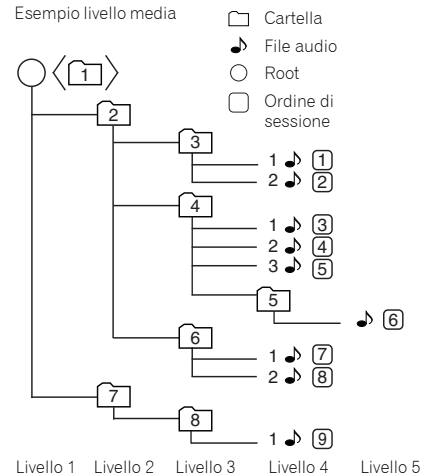 Esempio livello media
Cartella
File audio
Root
Ordine di
sessione
1
2
3
1 1
2 2
4
1 3
2 4
3 5
5
6
6
1 7
2 8
7
8
1 9
Livello 1 Livello 2 Livello 3 Livello 4 Livello 5